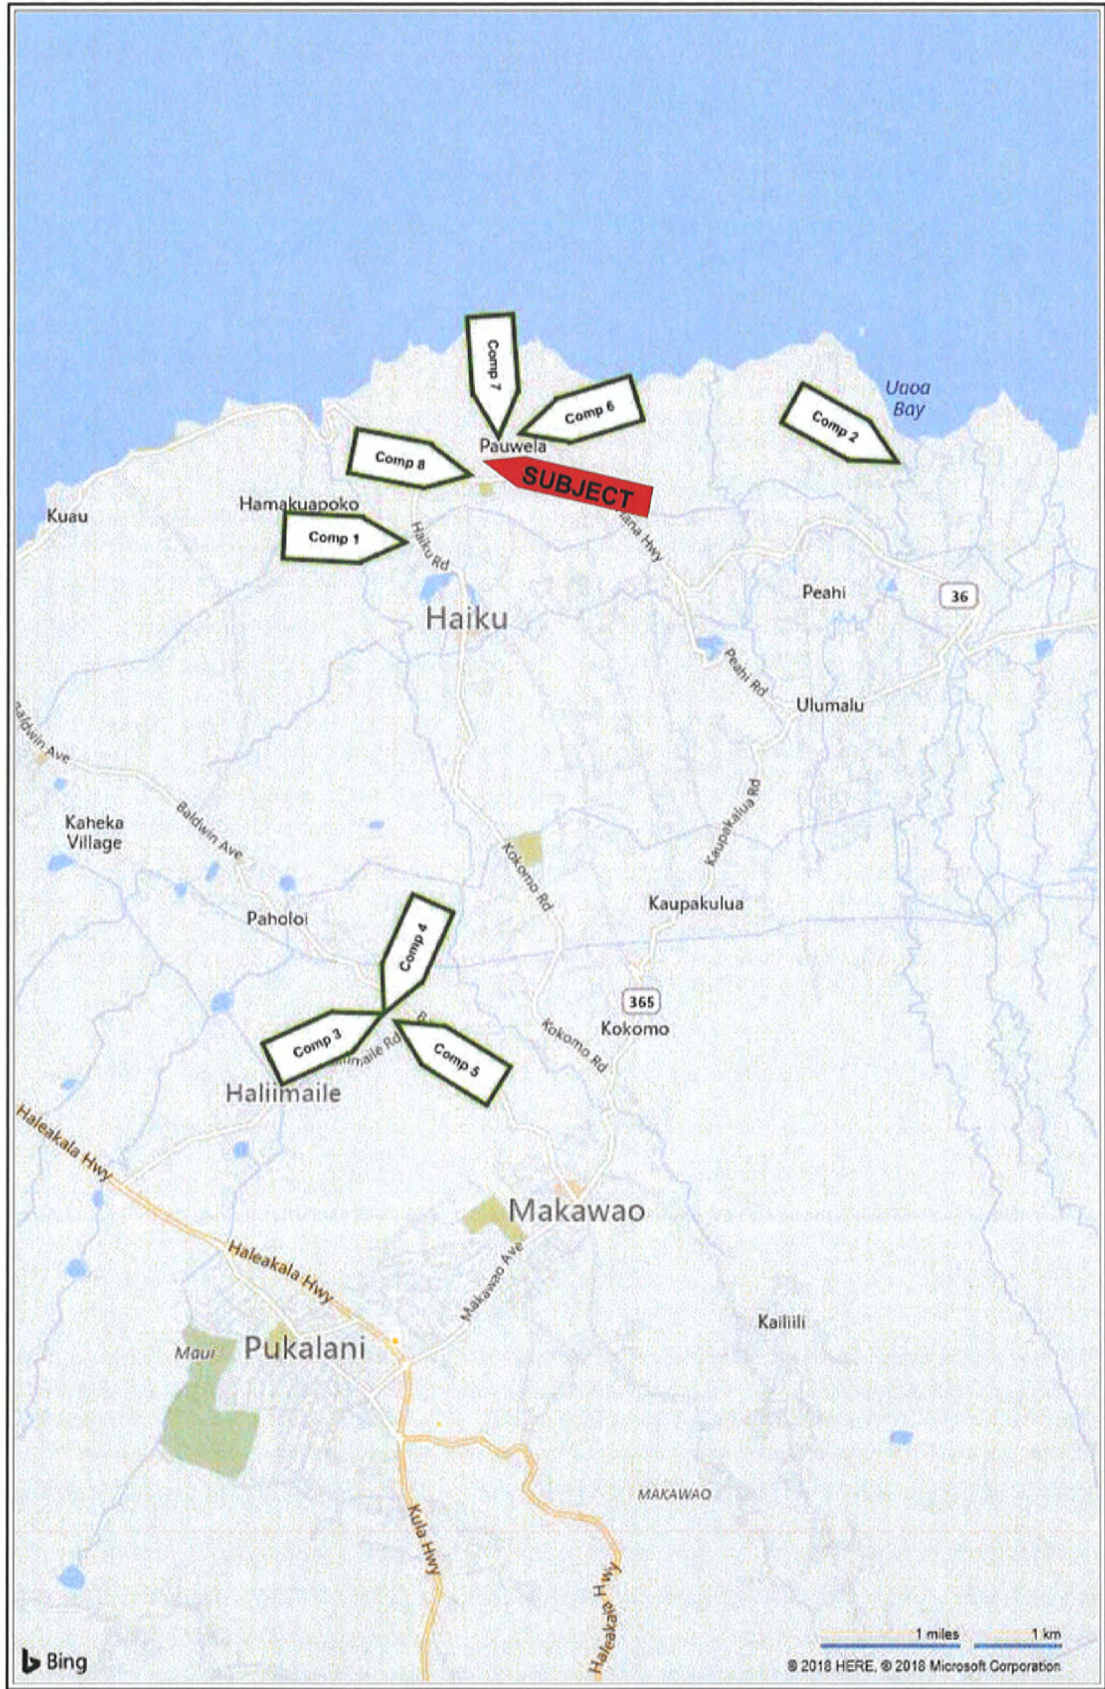 Comp 7
Uaoa
Bay
Comp 6
Comp 2
Pauwela
Comp 8
SUBJECT
Hamakuapoko
Kuau
Hana Hwy
Comp 1
Haiku Rd
Peahi
36
Haiku
Peahi Rd
Ulumalu
Baldwin Ave
Kaheka
Village
Baldwin Ave
Kaupakalua Rd
Kokomo Rd
Kaupakulua
Paholoi
Comp 4
365
Kokomo
Comp 3
Kokomo Rd
Comp 5
Haliimaile
Haleakala Hwy
Makawao
Haleakala Hwy
Makawao Ave
Kailiili
Maui
Pukalani
MAKAWAO
Kula Hwy
Haleakala Hwy
1 miles
1 km
Bing
© 2018 HERE, © 2018 Microsoft Corporation